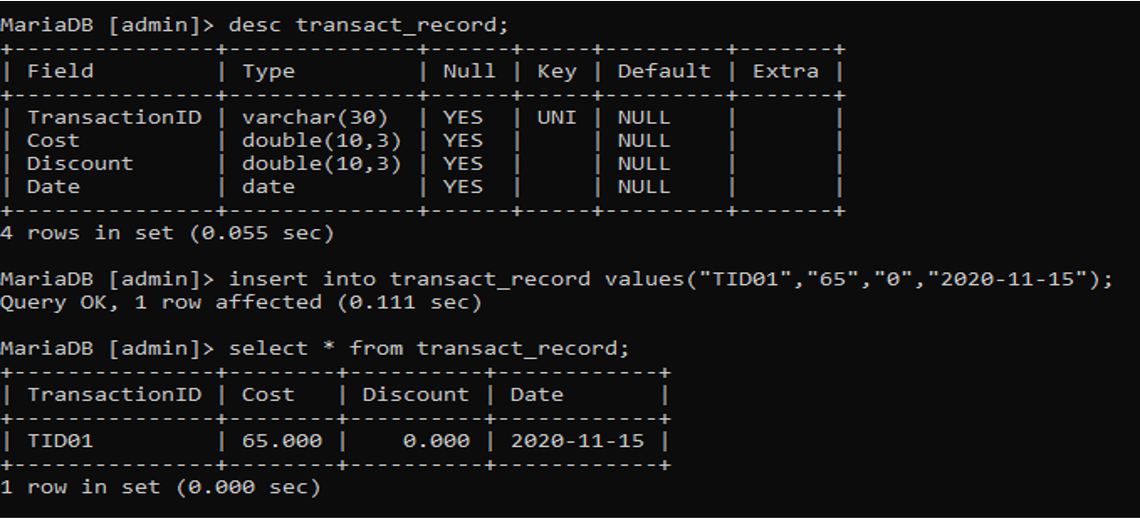 MariaDB [admin]> desc transact_record;
+---------------+--------------+------+-----+---------+-------+
| Field         | Type         | Null | Key | Default | Extra |
+---------------+--------------+------+-----+---------+-------+
| TransactionID | varchar(30)  | YES  | UNI | NULL    |       |
| Cost          | double(10,3) | YES  |     | NULL    |       |
| Discount      | double(10,3) | YES  |     | NULL    |       |
| Date          | date         | YES  |     | NULL    |       |
+---------------+--------------+------+-----+---------+-------+
4 rows in set (0.055 sec)
MariaDB [admin]> insert into transact_record values("TID01","65","0","2020-11-15");
Query OK, 1 row affected (0.111 sec)
MariaDB [admin]> select * from transact_record;
+---------------+--------+----------+------------+
| TransactionID | Cost   | Discount | Date       |
+---------------+--------+----------+------------+
| TID01         | 65.000 |    0.000 | 2020-11-15 |
+---------------+--------+----------+------------+
1 row in set (0.000 sec)